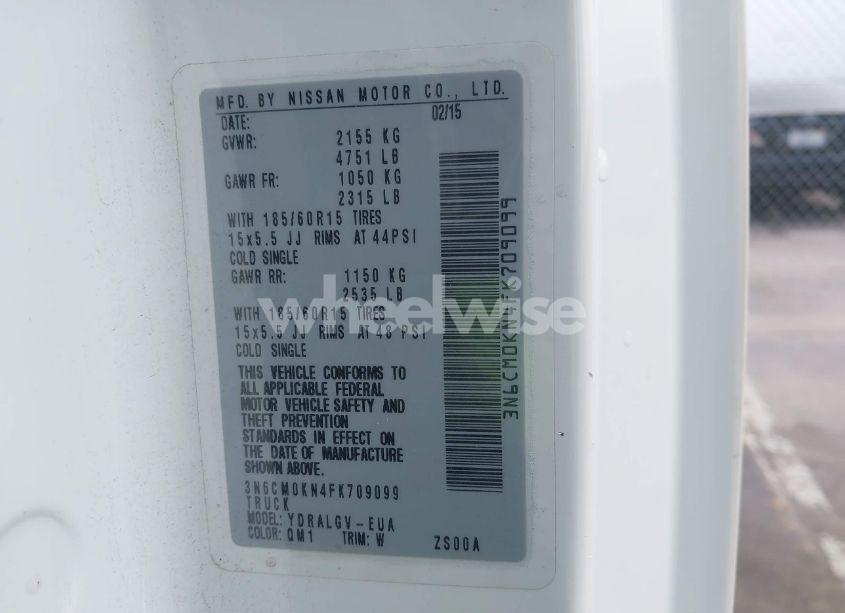 MFD. BY NISSAN MOTOR CO., LTD.
DATE: 02/15
GVWR: 2155 KG
4751 LB
GAWR FR: 1050 KG
2315 LB
WITH 185/60R15 TIRES
15x5.5 JJ RIMS AT 44PSI
COLD SINGLE
GAWR RR: 1150 KG
2535 LB
WITH 185/60R15 TIRES
15x5.5 JJ RIMS AT 48 PSI
COLD SINGLE
THIS VEHICLE CONFORMS TO
ALL APPLICABLE FEDERAL
MOTOR VEHICLE SAFETY AND
THEFT PREVENTION
STANDARDS IN EFFECT ON
THE DATE OF MANUFACTURE
SHOWN ABOVE.
3N6CM0KN4FK709099
TRUCK
MODEL: YDRALGV-EUA
COLOR: QM1 TRIM: W ZS00A
3N6CM0KN4FK709099
wheelwise